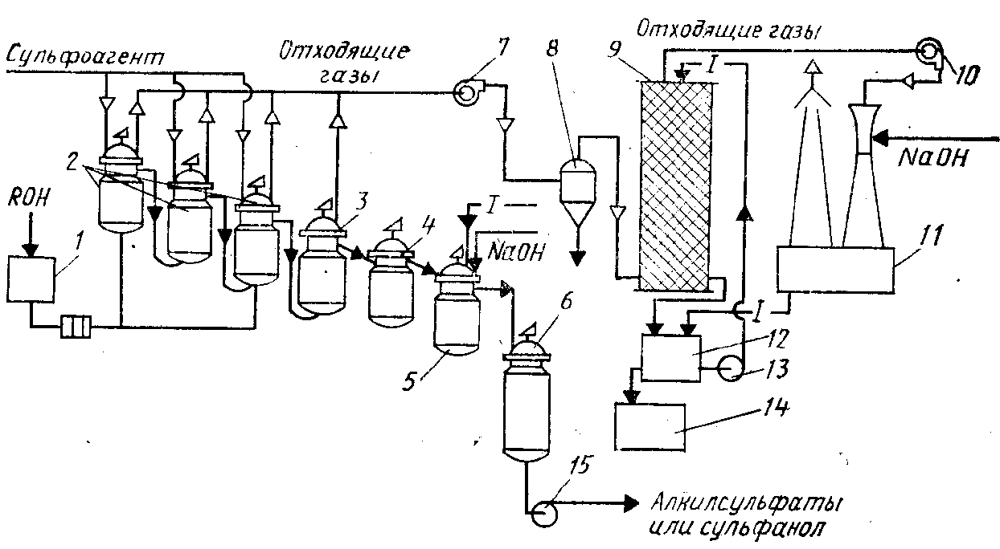 Сульфоагент
Отходящие
газы
7
8
9
Отходящие газы
I
10
2
ROH
3
4
I
NaOH
NaOH
1
11
6
I
5
12
13
14
15
Алкилсульфаты
или сульфанол